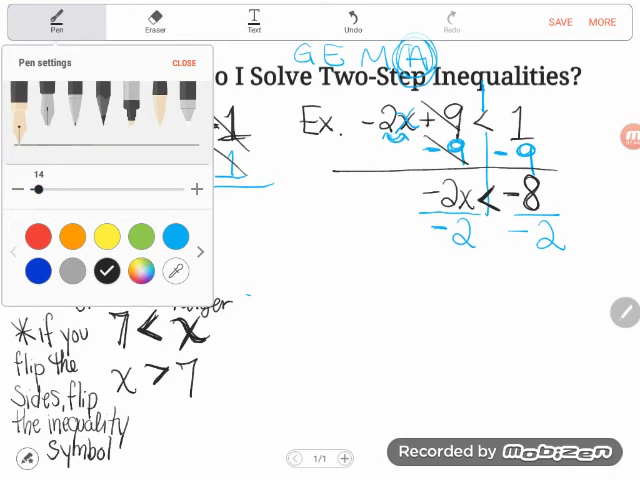 Pen
Eraser
Text
Undo
Redo
SAVE
MORE
Pen settings
CLOSE
14
G E M A
o I Solve Two-Step Inequalities?
1
1
Ex. -2x + 9 < 1
- 9 - 9
-2x < -8
-2 -2
*if you
flip the
sides, flip
the inequality
symbol
7 < x
x > 7
1/1
Recorded by mobizen